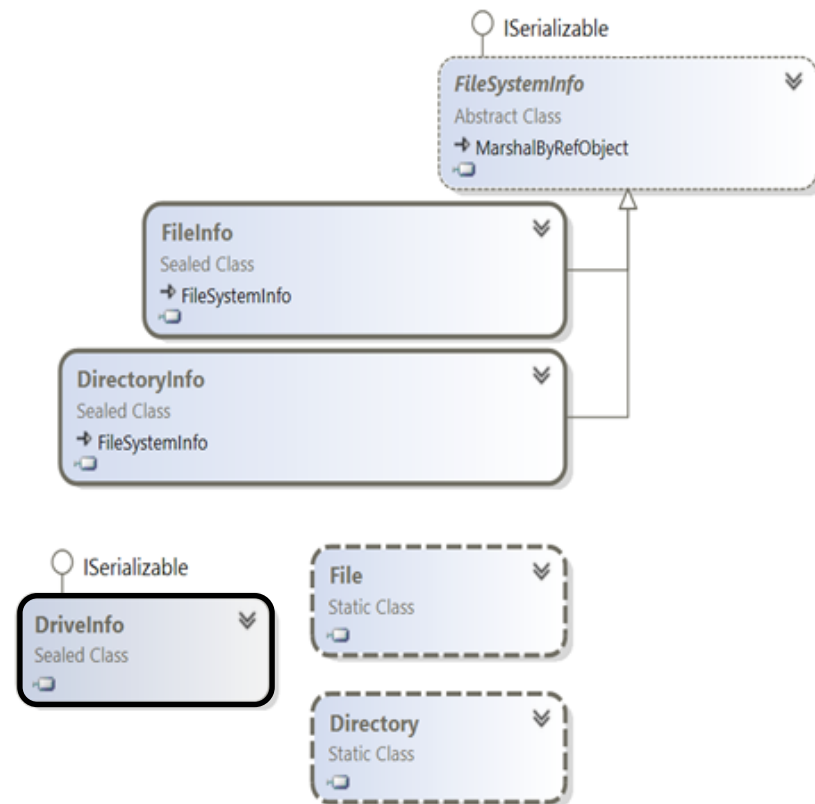 ISerializable
FileSystemInfo
Abstract Class
MarshalByRefObject
FileInfo
Sealed Class
FileSystemInfo
DirectoryInfo
Sealed Class
FileSystemInfo
ISerializable
DriveInfo
Sealed Class
File
Static Class
Directory
Static Class